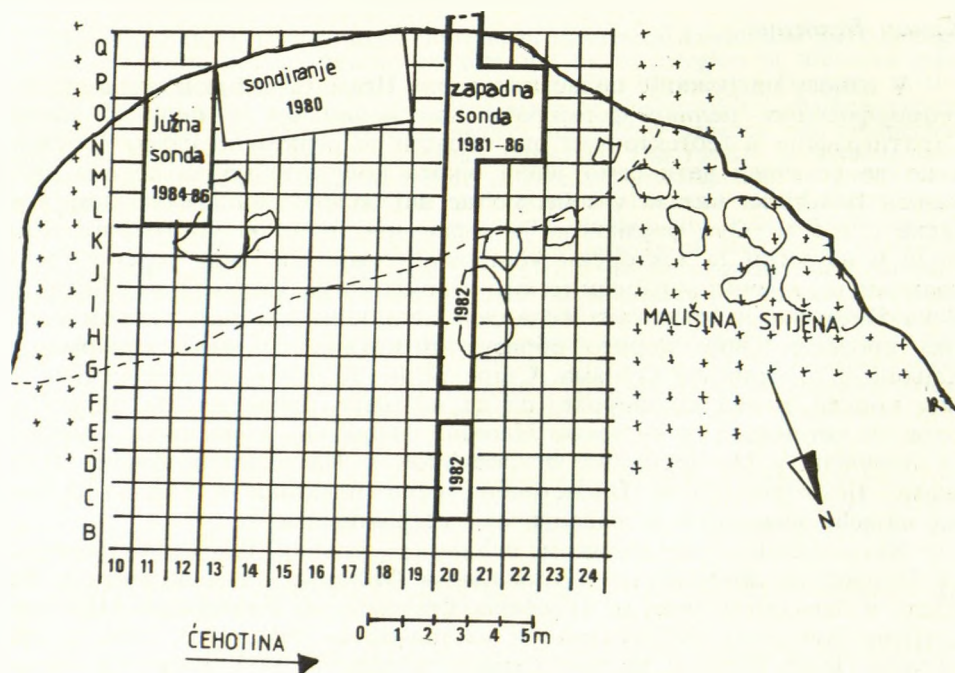 Q
P
O
N
M
L
K
J
I
H
G
F
E
D
C
B
sondiranje
1980
južna
sonda
1984-86
zapadna
sonda
1981-86
1982
1982
MALIŠINA STIJENA
N
10 11 12 13 14 15 16 17 18 19 20 21 22 23 24
0 1 2 3 4 5m
ĆEHOTINA